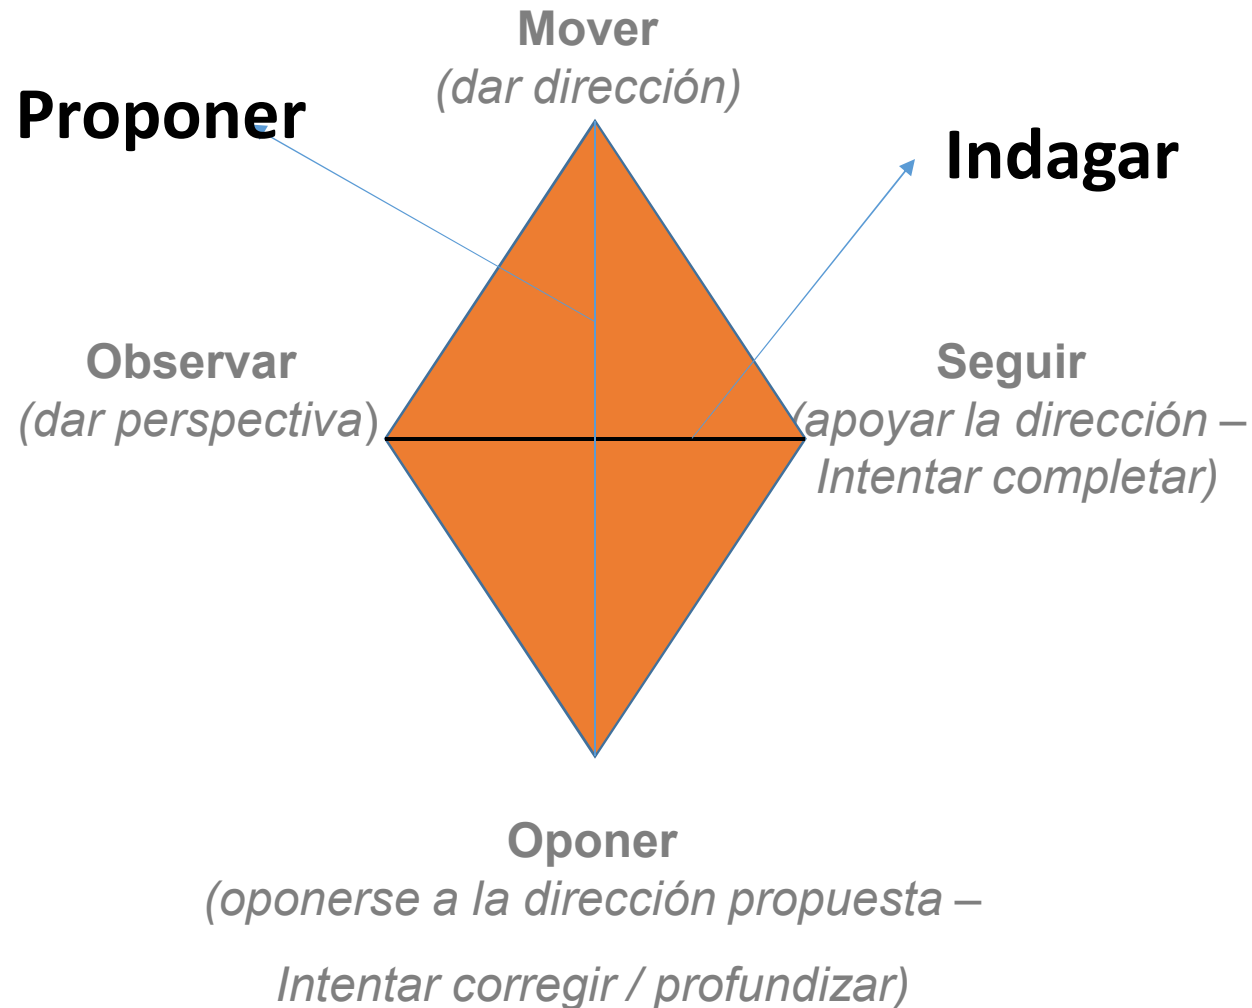 Mover
(dar dirección)
Proponer
Indagar
Observar
(dar perspectiva)
Seguir
(apoyar la dirección –
Intentar completar)
Oponer
(oponerse a la dirección propuesta –
Intentar corregir / profundizar)